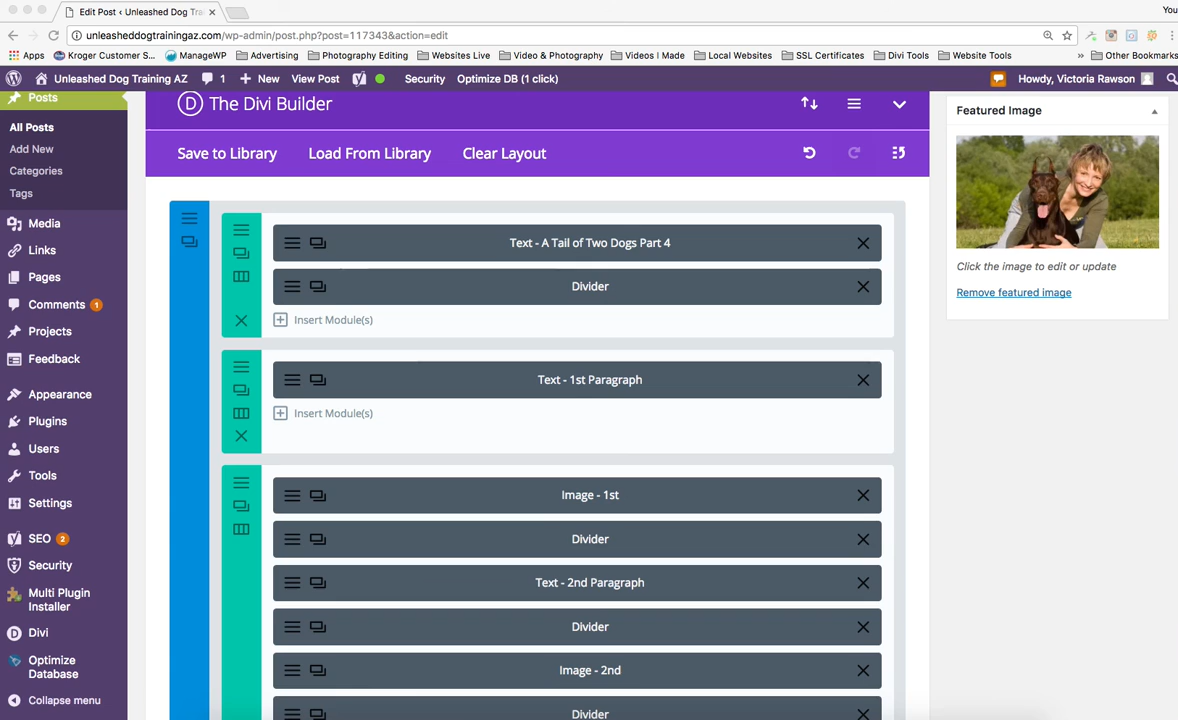 Edit Post ‹ Unleashed Dog Tra
You
unleasheddogtrainingaz.com/wp-admin/post.php?post=117343&action=edit
Apps Kroger Customer S... ManageWP Advertising Photography Editing Websites Live Video & Photography Videos I Made Local Websites SSL Certificates Divi Tools Website Tools » Other Bookmarks
Unleashed Dog Training AZ 1 New View Post Security Optimize DB (1 click) Howdy, Victoria Rawson
Posts
All Posts
Add New
Categories
Tags
Media
Links
Pages
Comments 1
Projects
Feedback
Appearance
Plugins
Users
Tools
Settings
SEO 2
Security
Multi Plugin
Installer
Divi
Optimize
Database
Collapse menu
D The Divi Builder
Save to Library Load From Library Clear Layout
Text - A Tail of Two Dogs Part 4
Divider
Insert Module(s)
Text - 1st Paragraph
Insert Module(s)
Image - 1st
Divider
Text - 2nd Paragraph
Divider
Image - 2nd
Divider
Featured Image
Click the image to edit or update
Remove featured image